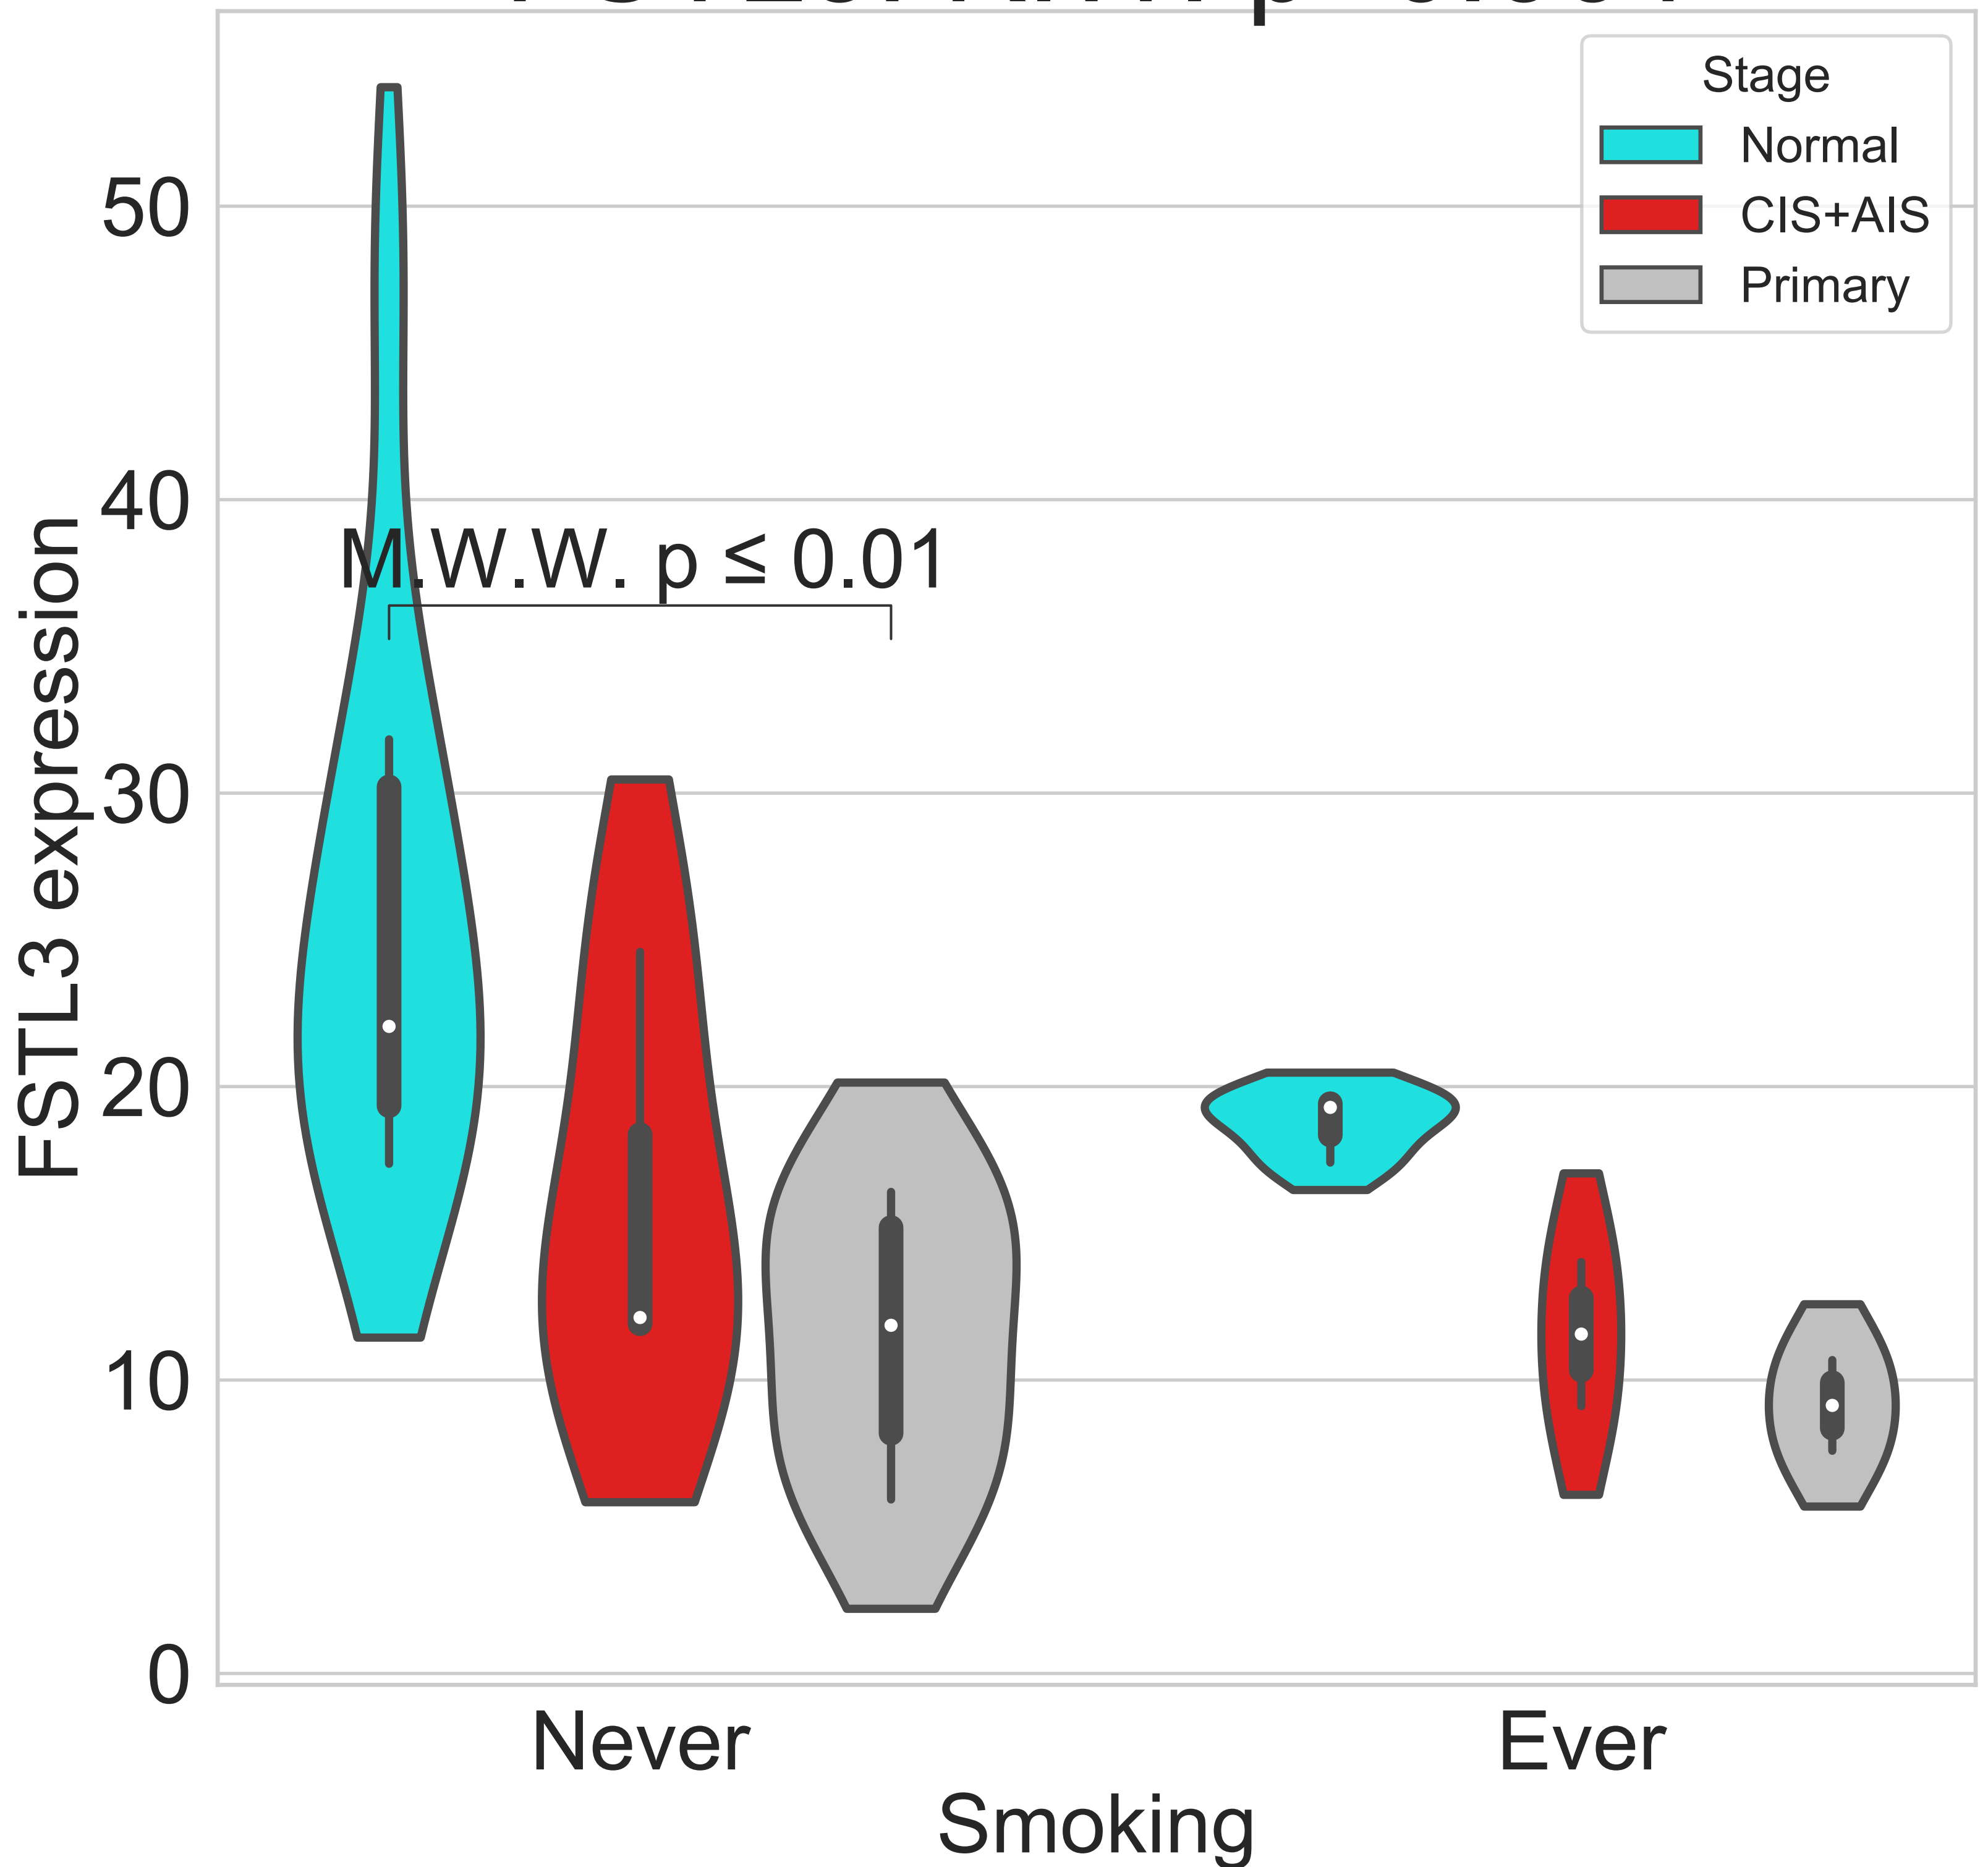 Stage
Normal
CIS+AIS
Primary
50
40
30
20
10
0
FSTL3 expression
M.W.W. p ≤ 0.01
Never
Ever
Smoking